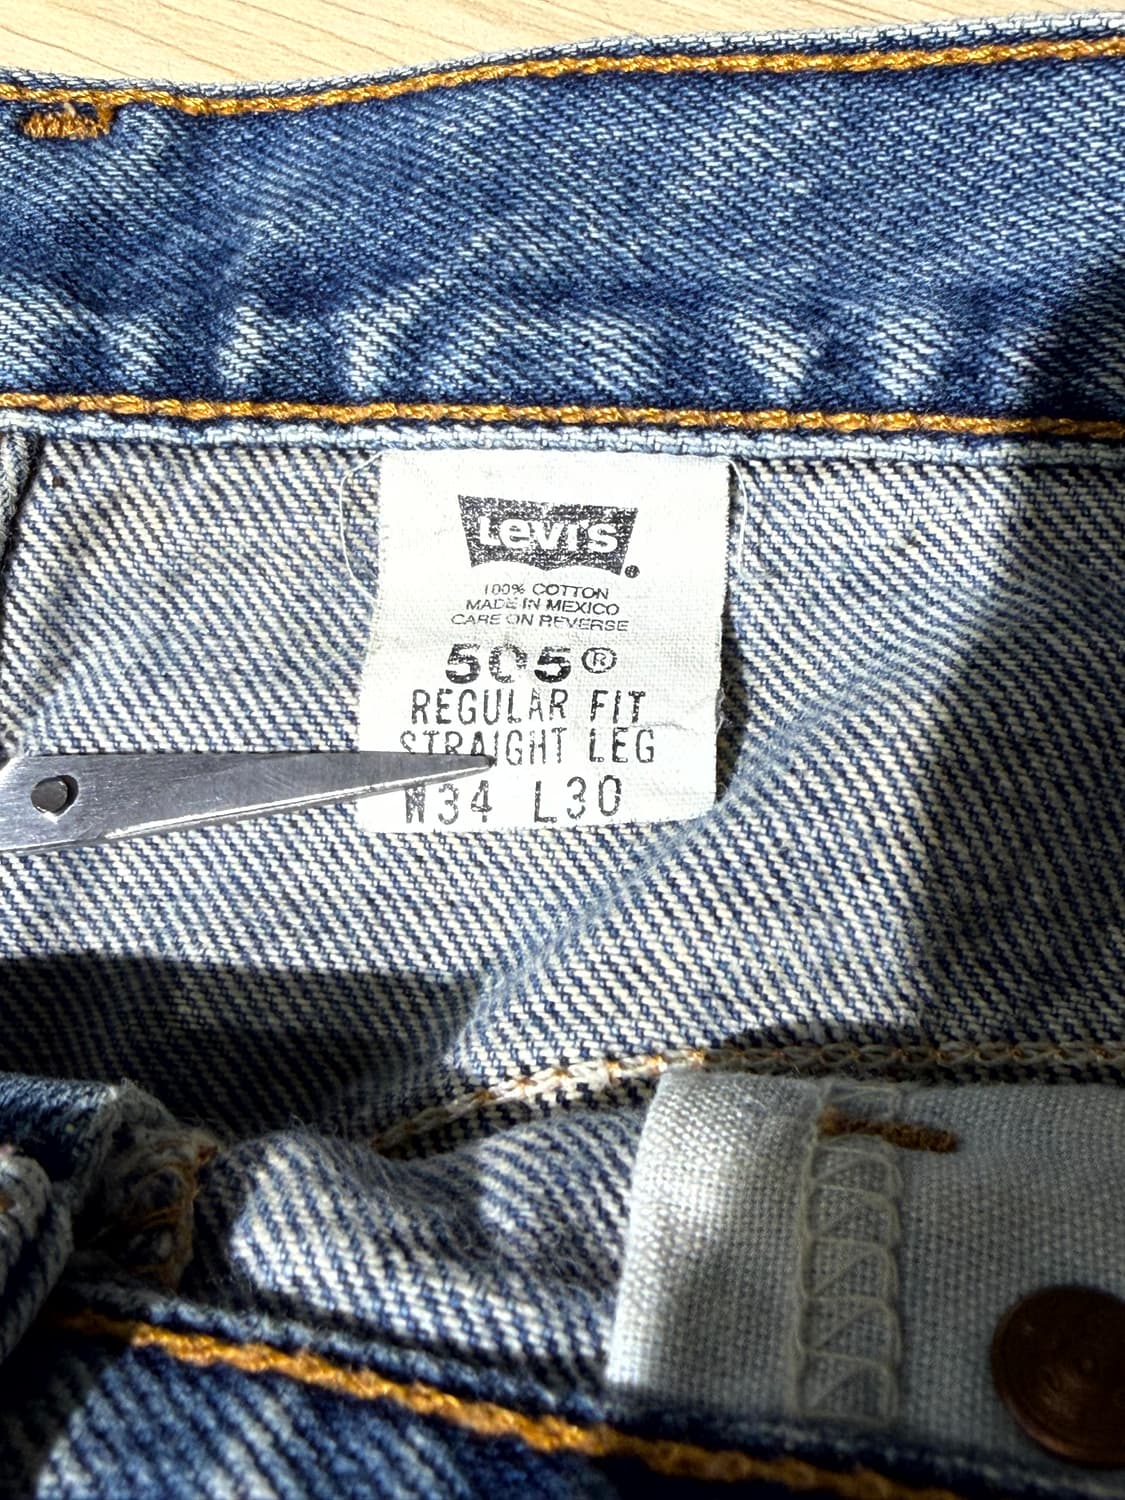 Levi's®
100% COTTON
MADE IN MEXICO
CARE ON REVERSE
505®
REGULAR FIT
STRAIGHT LEG
W34 L30